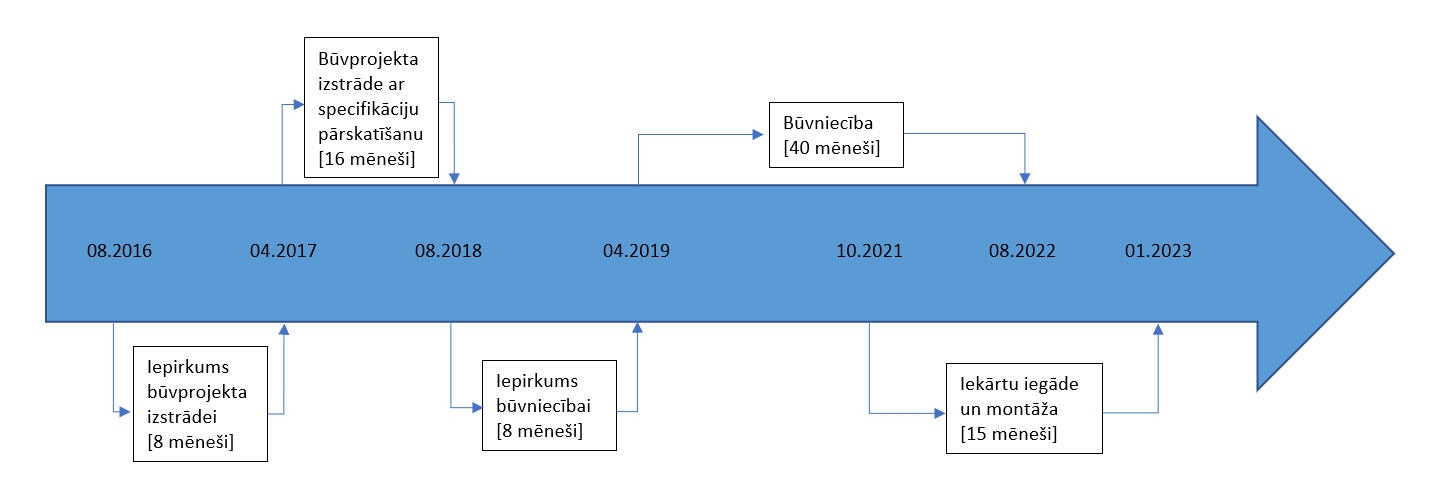 Būvprojekta
izstrāde ar
specifikāciju
pārskatīšanu
[16 mēneši]
Būvniecība
[40 mēneši]
08.2016
04.2017
08.2018
04.2019
10.2021
08.2022
01.2023
Iepirkums
būvprojekta
izstrādei
[8 mēneši]
Iepirkums
būvniecībai
[8 mēneši]
Iekārtu iegāde
un montāža
[15 mēneši]